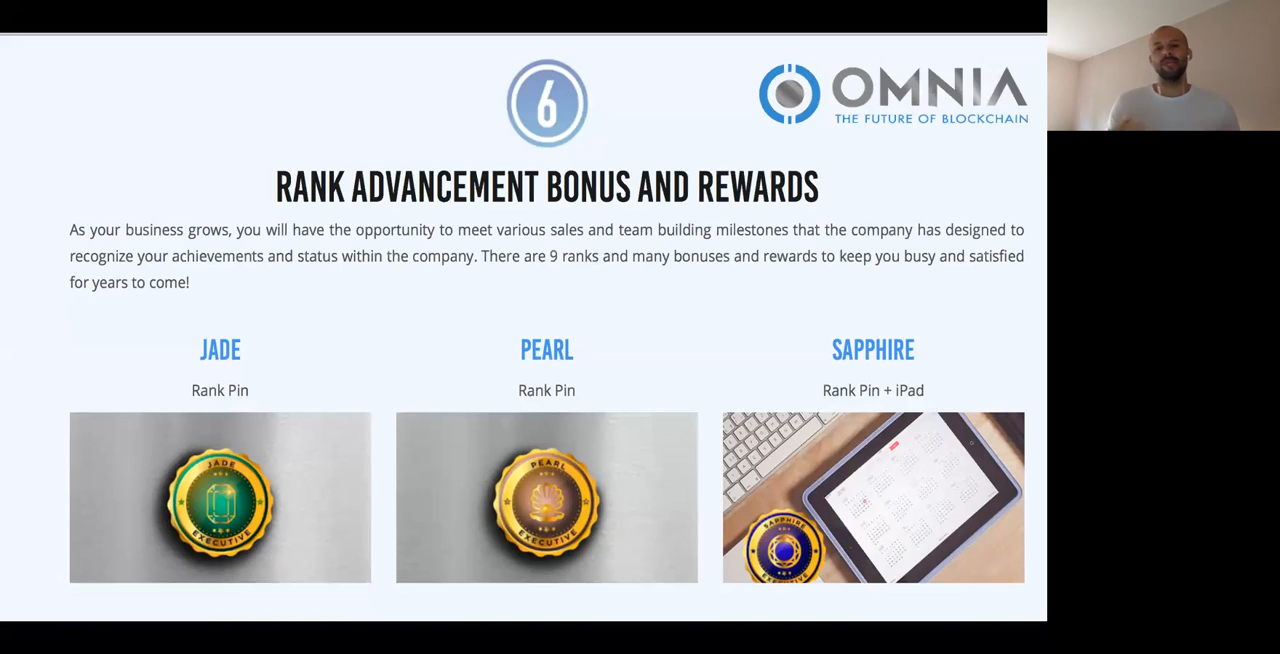 6
OMNIA
THE FUTURE OF BLOCKCHAIN
RANK ADVANCEMENT BONUS AND REWARDS
As your business grows, you will have the opportunity to meet various sales and team building milestones that the company has designed to
recognize your achievements and status within the company. There are 9 ranks and many bonuses and rewards to keep you busy and satisfied
for years to come!
JADE
Rank Pin
JADE
EXECUTIVE
PEARL
Rank Pin
PEARL
EXECUTIVE
SAPPHIRE
Rank Pin + iPad
SAPPHIRE
EXECUTIVE